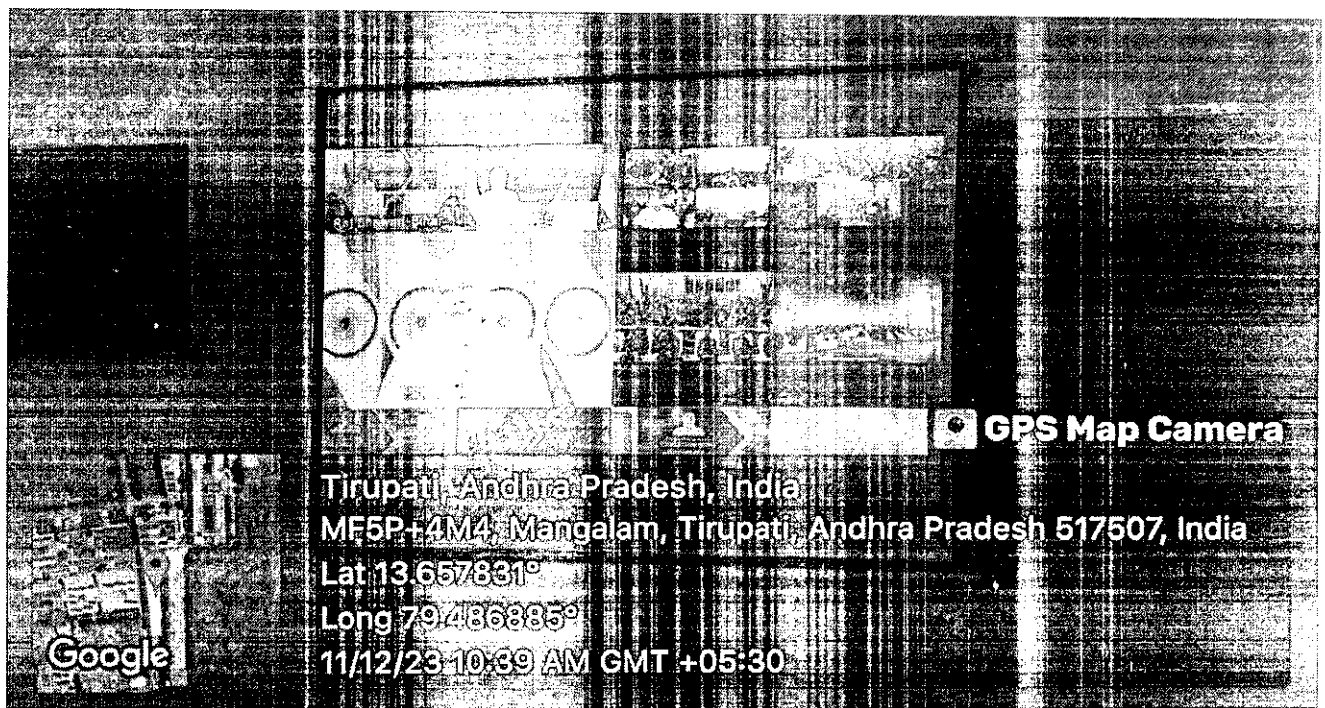 GPS Map Camera
Tirupati, Andhra Pradesh, India
MF5P+4M4, Mangalam, Tirupati, Andhra Pradesh 517507, India
Lat 13.657831°
Long 79.486885°
11/12/23 10:39 AM GMT +05:30
Google